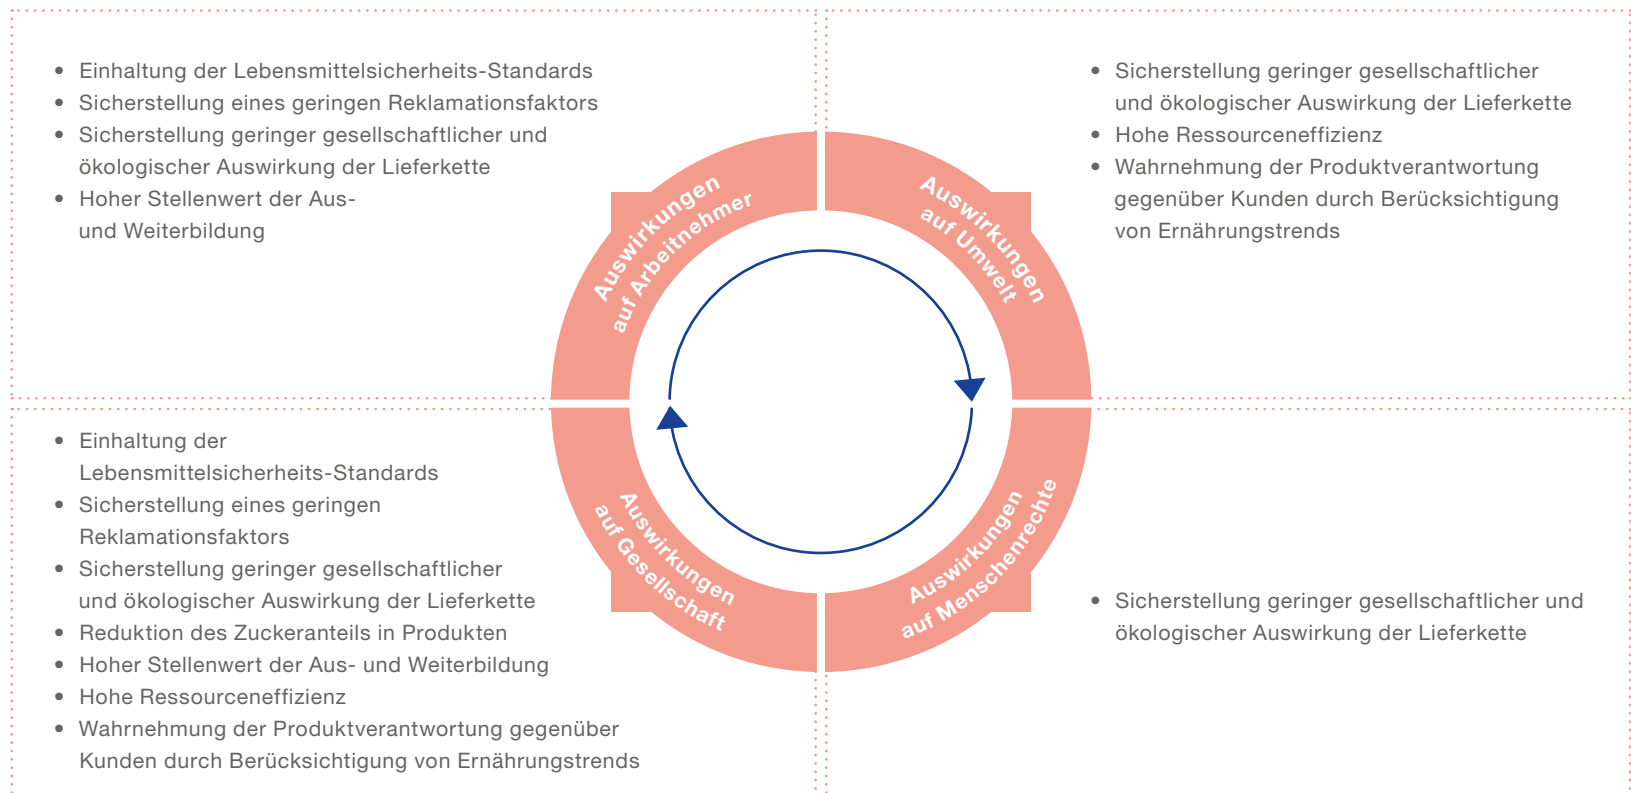 • Einhaltung der Lebensmittelsicherheits-Standards
• Sicherstellung eines geringen Reklamationsfaktors
• Sicherstellung geringer gesellschaftlicher und
ökologischer Auswirkung der Lieferkette
• Hoher Stellenwert der Aus-
und Weiterbildung
Auswirkungen
auf Arbeitnehmer
Auswirkungen
auf Umwelt
• Sicherstellung geringer gesellschaftlicher
und ökologischer Auswirkung der Lieferkette
• Hohe Ressourceneffizienz
• Wahrnehmung der Produktverantwortung
gegenüber Kunden durch Berücksichtigung
von Ernährungstrends
• Einhaltung der
Lebensmittelsicherheits-Standards
• Sicherstellung eines geringen
Reklamationsfaktors
• Sicherstellung geringer gesellschaftlicher
und ökologischer Auswirkung der Lieferkette
• Reduktion des Zuckeranteils in Produkten
• Hoher Stellenwert der Aus- und Weiterbildung
• Hohe Ressourceneffizienz
• Wahrnehmung der Produktverantwortung gegenüber
Kunden durch Berücksichtigung von Ernährungstrends
Auswirkungen
auf Gesellschaft
Auswirkungen
auf Menschenrechte
• Sicherstellung geringer gesellschaftlicher und
ökologischer Auswirkung der Lieferkette